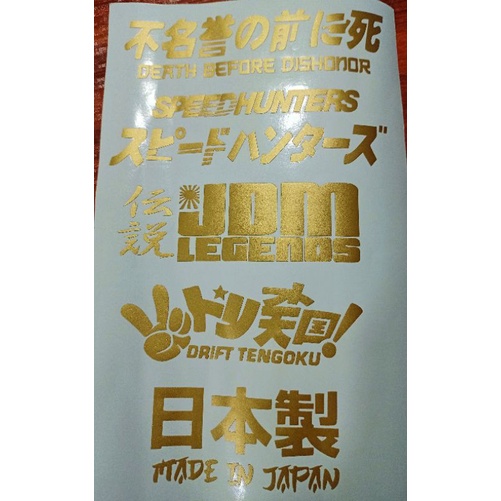 不名誉の前に死
DEATH BEFORE DISHONOR
SPEEDHUNTERS
スピードハンターズ
伝説
JDM
LEGENDS
ドリ天国!
DRIFT TENGOKU
日本製
MADE IN JAPAN